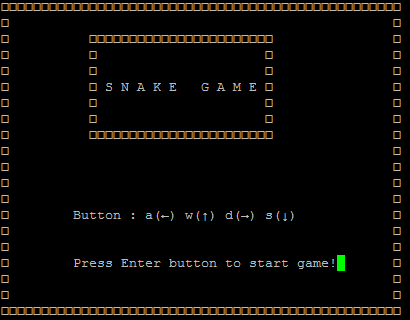 S N A K E   G A M E
Button : a(←) w(↑) d(→) s(↓)
Press Enter button to start game!